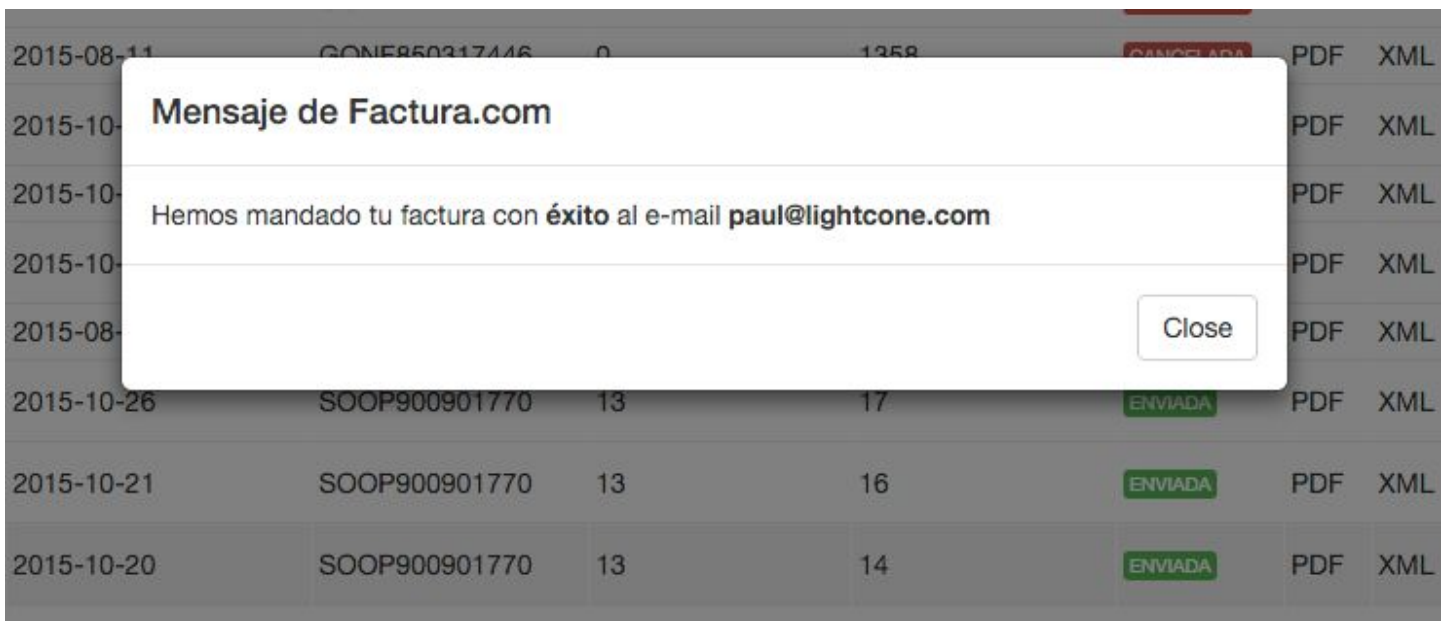 2015-08-11 GONF850317446 0 1358 CANCELADA PDF XML
Mensaje de Factura.com
2015-10- PDF XML
2015-10- PDF XML
Hemos mandado tu factura con éxito al e-mail paul@lightcone.com
2015-10- PDF XML
Close
2015-08- PDF XML
2015-10-26 SOOP900901770 13 17 ENVIADA PDF XML
2015-10-21 SOOP900901770 13 16 ENVIADA PDF XML
2015-10-20 SOOP900901770 13 14 ENVIADA PDF XML